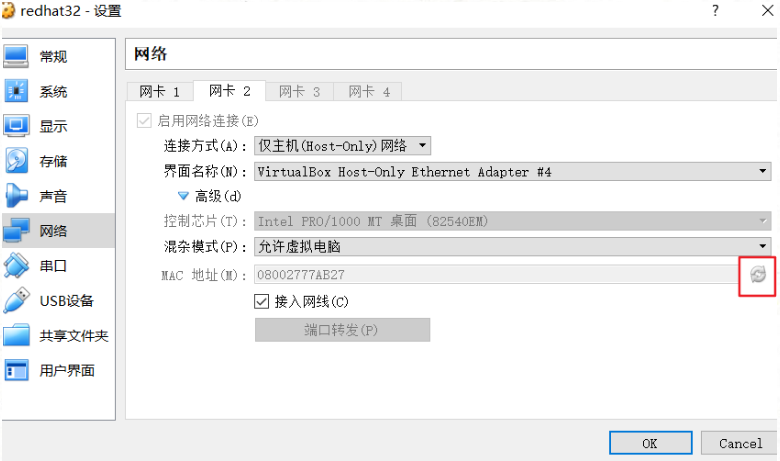 redhat32 - 设置
?
常规
系统
显示
存储
声音
网络
串口
USB设备
共享文件夹
用户界面
网络
网卡 1 网卡 2 网卡 3 网卡 4
启用网络连接(E)
连接方式(A): 仅主机(Host-Only)网络
界面名称(N): VirtualBox Host-Only Ethernet Adapter #4
高级(d)
控制芯片(T): Intel PRO/1000 MT 桌面 (82540EM)
混杂模式(P): 允许虚拟电脑
MAC 地址(M): 08002777AB27
接入网线(C)
端口转发(P)
OK Cancel